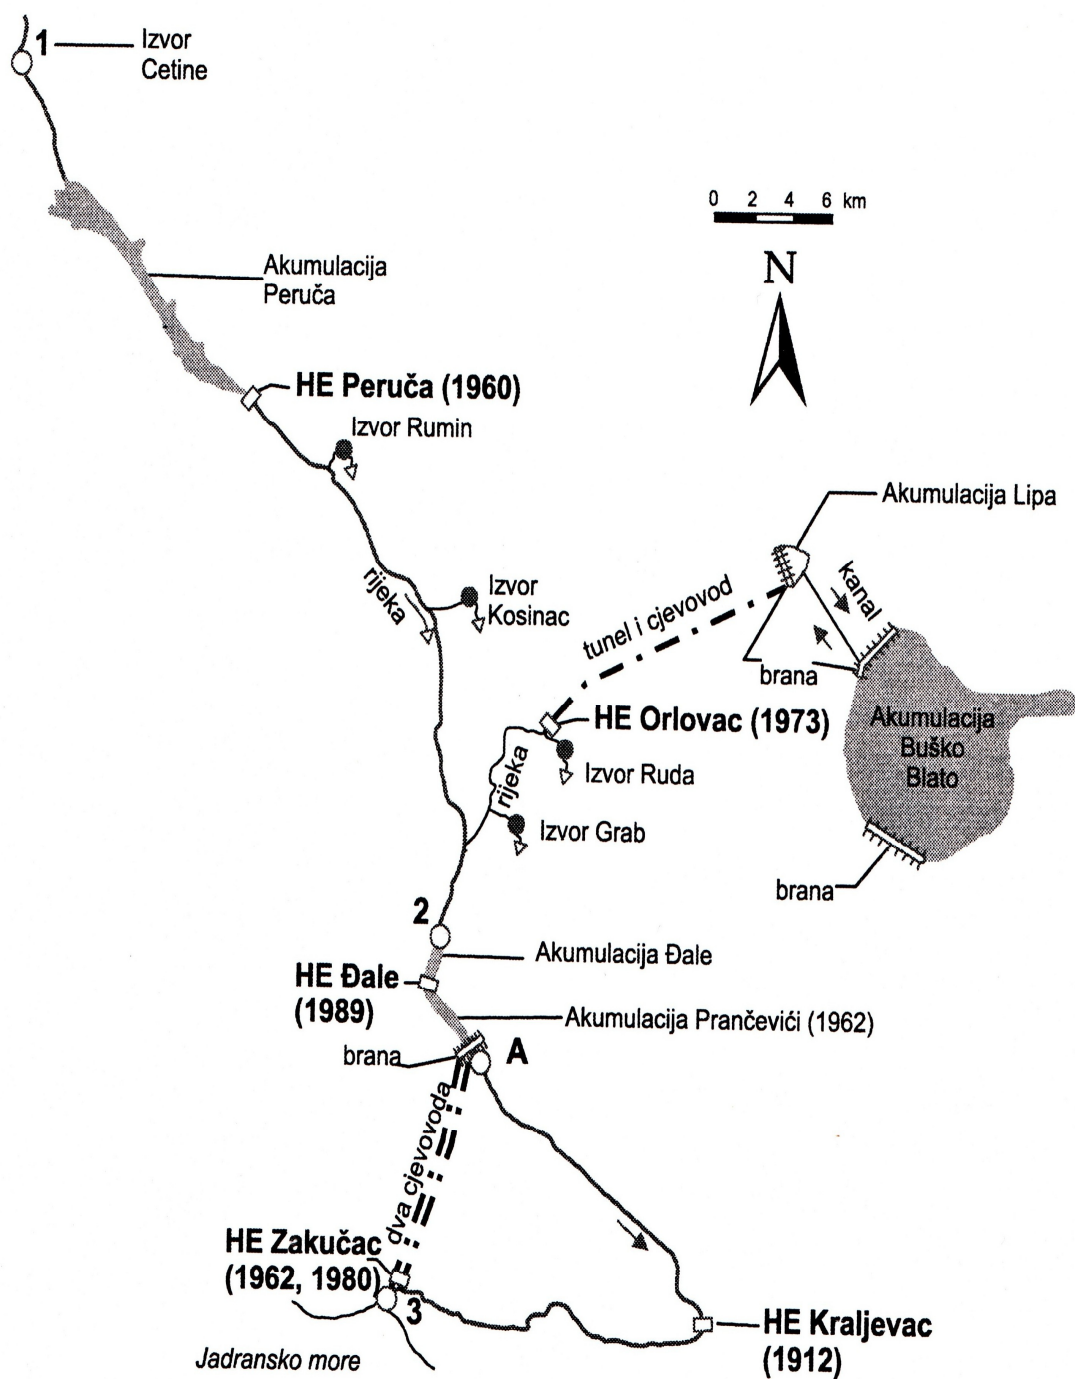 1
Izvor
Cetine
0 2 4 6 km
N
Akumulacija
Peruča
HE Peruča (1960)
Izvor Rumin
Akumulacija Lipa
kanal
rijeka
Izvor
Kosinac
tunel i cjevovod
brana
HE Orlovac (1973)
Akumulacija
Buško
Blato
rijeka
Izvor Ruda
Izvor Grab
brana
2
Akumulacija Đale
HE Đale
(1989)
Akumulacija Prančevići (1962)
brana
A
dva cjevovoda
HE Zakučac
(1962, 1980)
3
HE Kraljevac
(1912)
Jadransko more